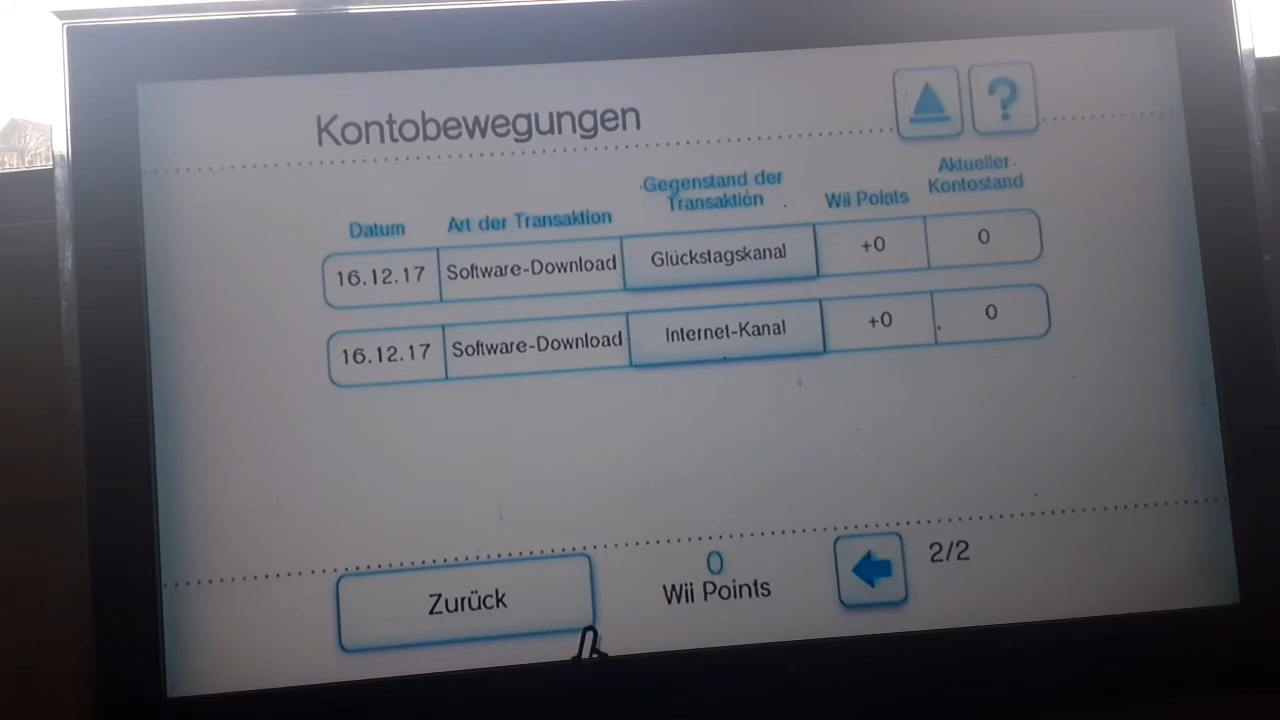 Kontobewegungen
?
Datum Art der Transaktion Gegenstand der Transaktion Wii Points Aktueller Kontostand
16.12.17 Software-Download Glückstagskanal +0 0
16.12.17 Software-Download Internet-Kanal +0 0
Zurück
0
Wii Points
2/2